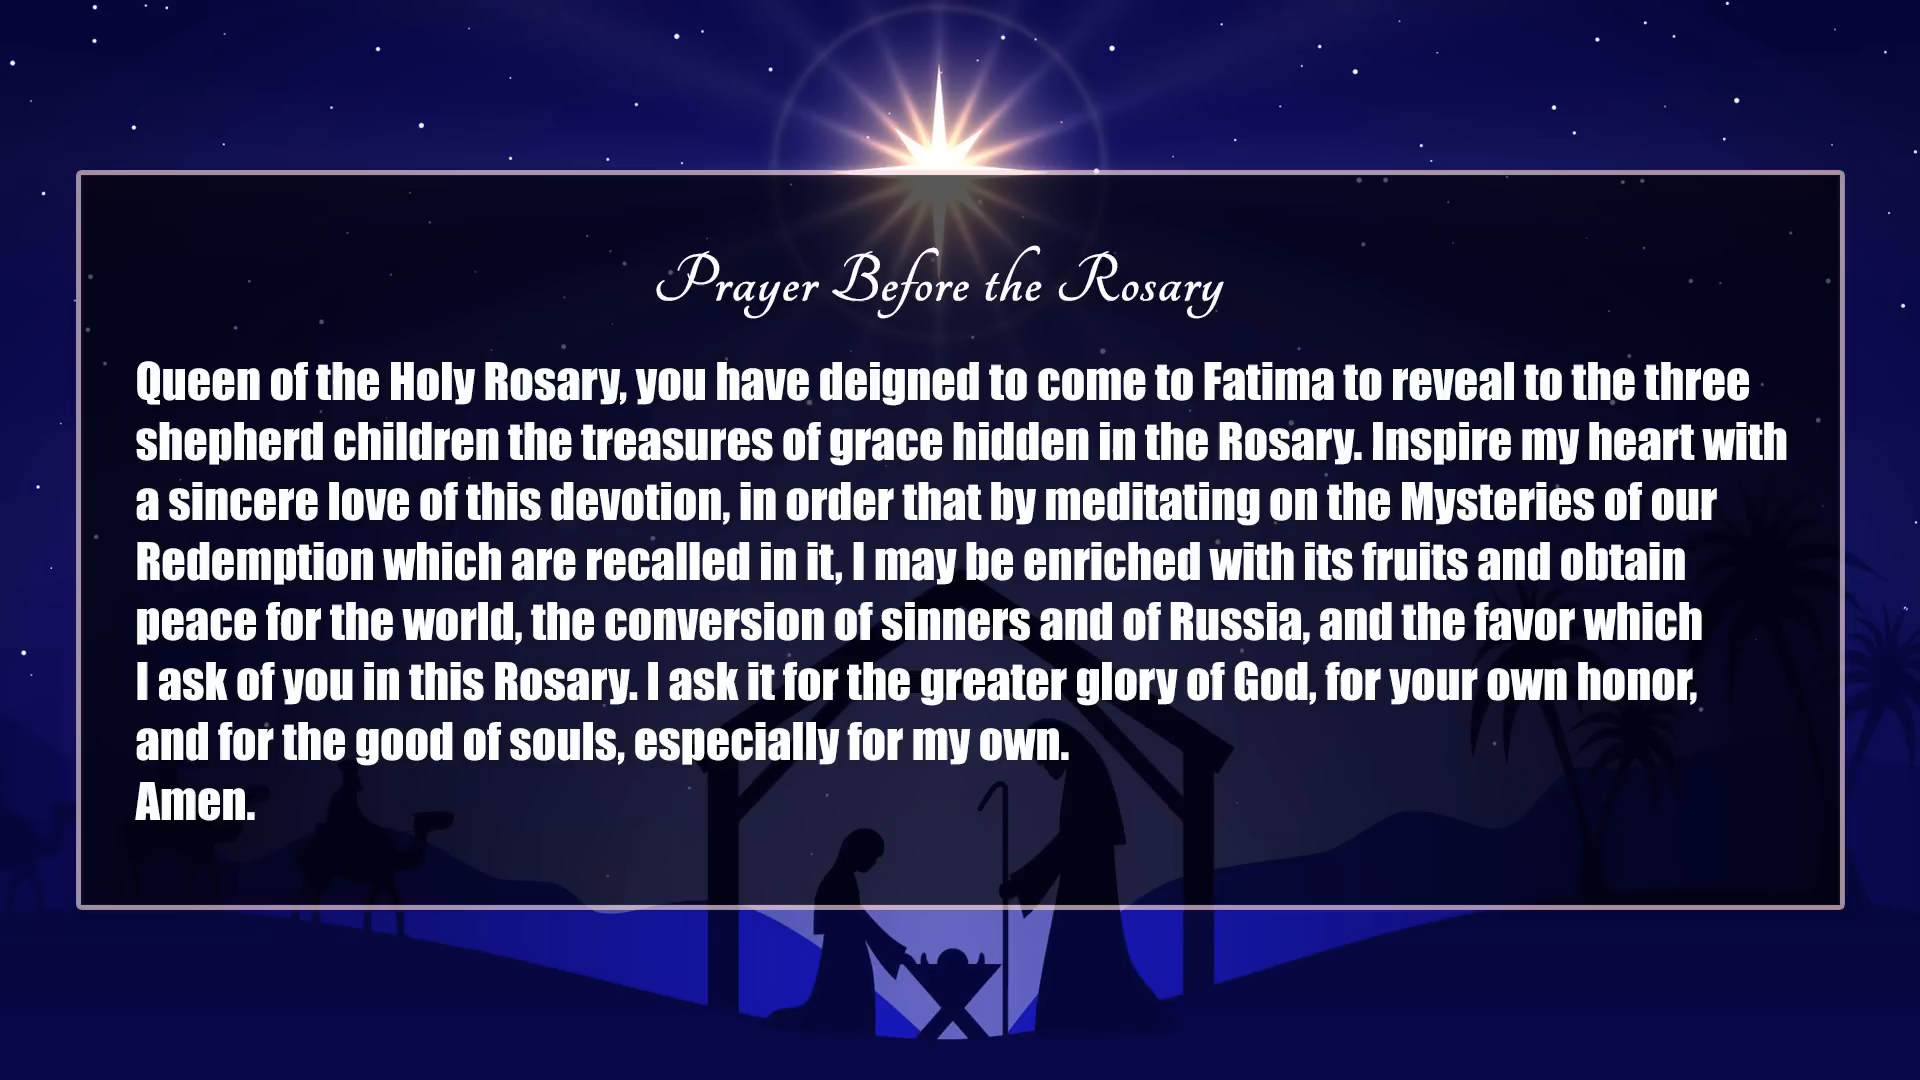 Prayer Before the Rosary
Queen of the Holy Rosary, you have deigned to come to Fatima to reveal to the three
shepherd children the treasures of grace hidden in the Rosary. Inspire my heart with
a sincere love of this devotion, in order that by meditating on the Mysteries of our
Redemption which are recalled in it, I may be enriched with its fruits and obtain
peace for the world, the conversion of sinners and of Russia, and the favor which
I ask of you in this Rosary. I ask it for the greater glory of God, for your own honor,
and for the good of souls, especially for my own.
Amen.